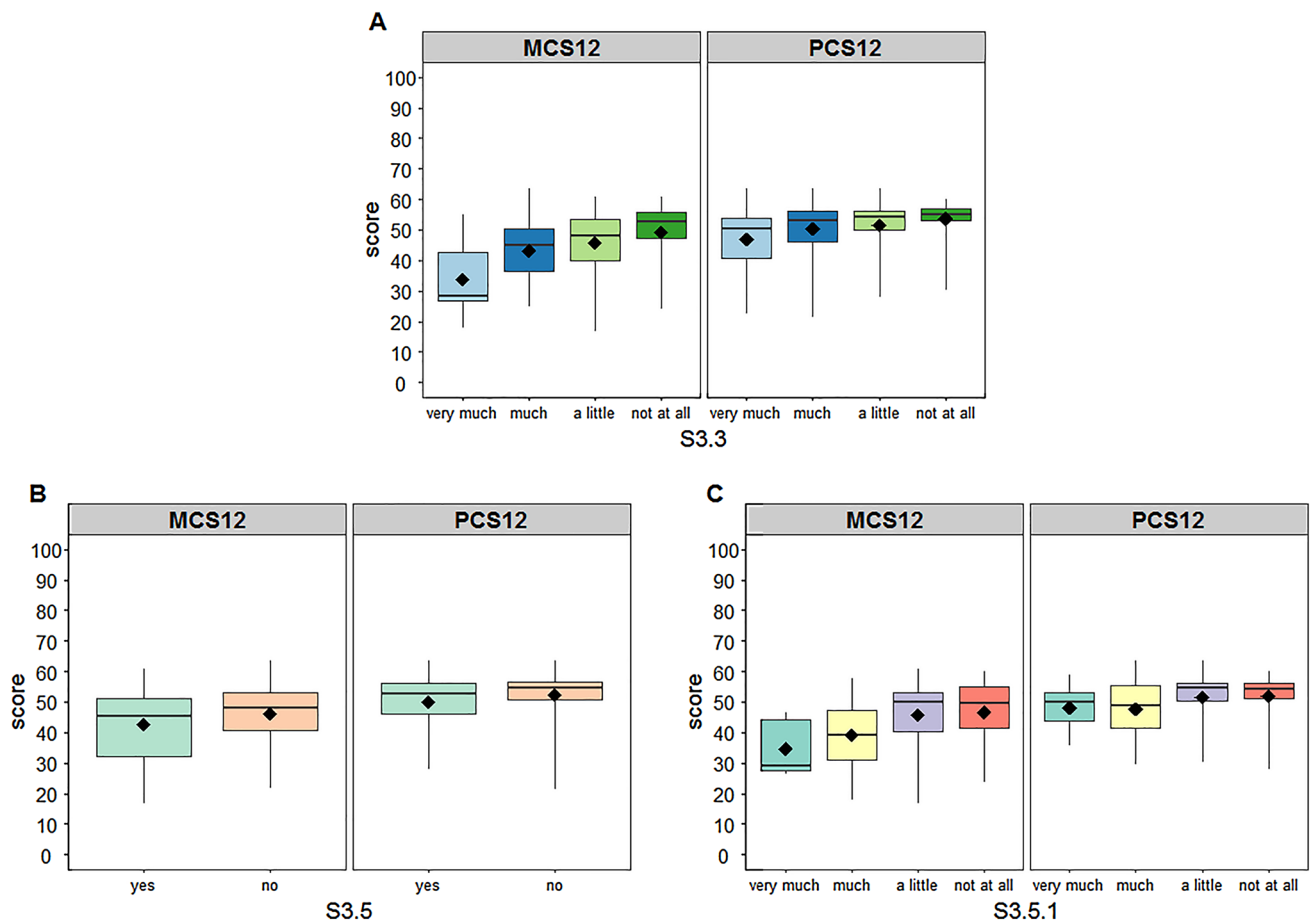 A
MCS12 PCS12
100
90
80
70
60
50
40
30
20
10
0
score
very much much a little not at all very much much a little not at all
S3.3
B
MCS12 PCS12
100
90
80
70
60
50
40
30
20
10
0
score
yes no yes no
S3.5
C
MCS12 PCS12
100
90
80
70
60
50
40
30
20
10
0
score
very much much a little not at all very much much a little not at all
S3.5.1